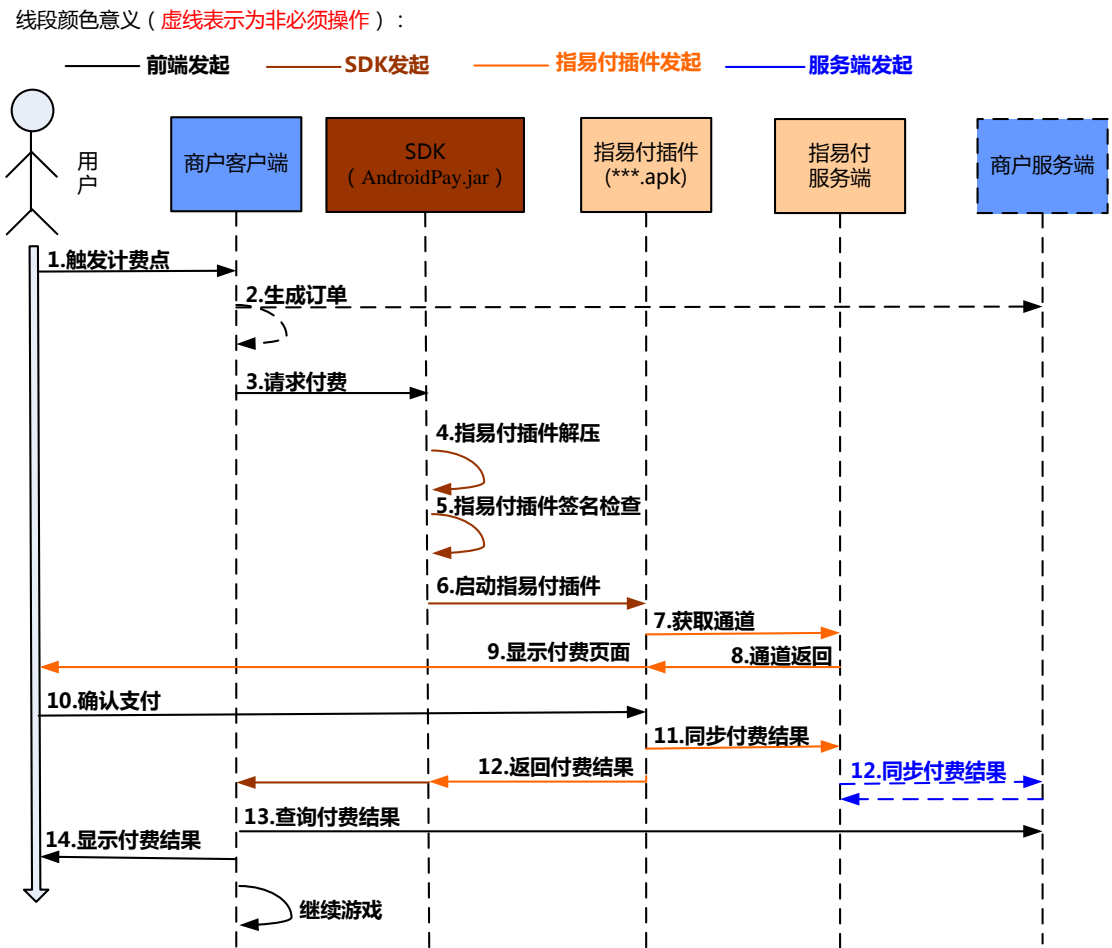 线段颜色意义（虚线表示为非必须操作）:
前端发起
SDK发起
指易付插件发起
服务端发起
用
户
商户客户端
SDK
（AndroidPay.jar）
指易付插件
(***.apk)
指易付
服务端
商户服务端
1.触发计费点
2.生成订单
3.请求付费
4.指易付插件解压
5.指易付插件签名检查
6.启动指易付插件
7.获取通道
9.显示付费页面
8.通道返回
10.确认支付
11.同步付费结果
12.返回付费结果
12.同步付费结果
13.查询付费结果
14.显示付费结果
继续游戏